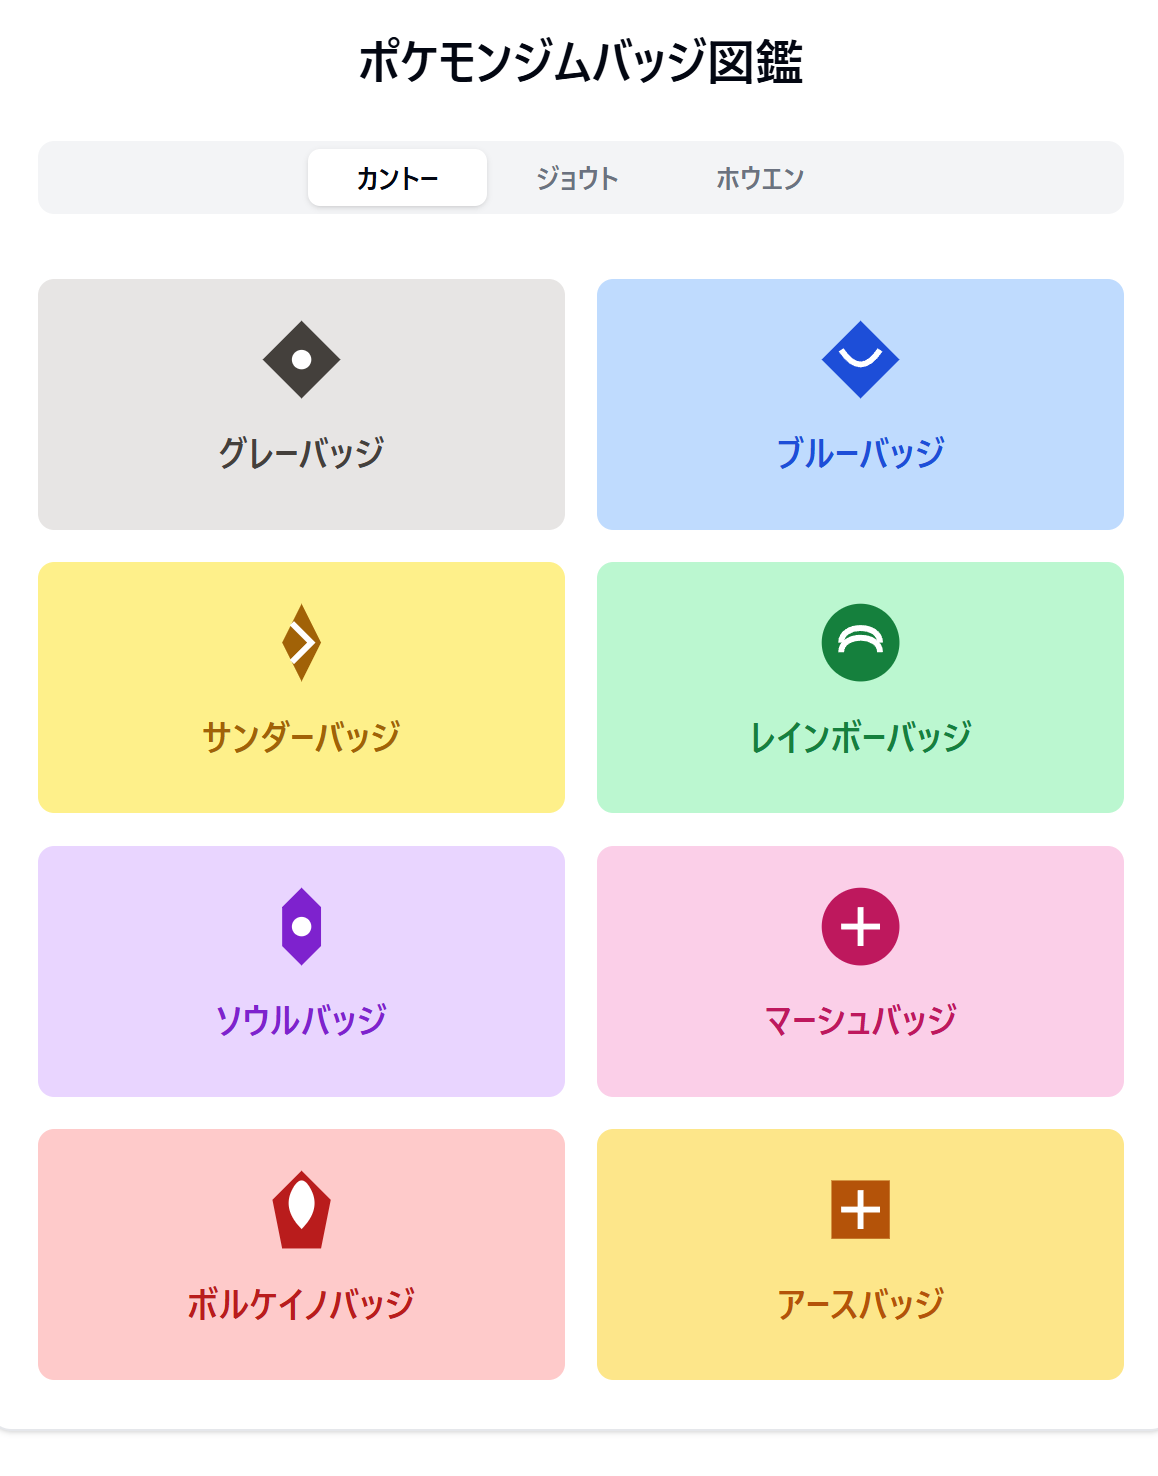 ポケモンジムバッジ図鑑
カントー
ジョウト
ホウエン
グレーバッジ
ブルーバッジ
サンダーバッジ
レインボーバッジ
ソウルバッジ
マーシュバッジ
ボルケイノバッジ
アースバッジ